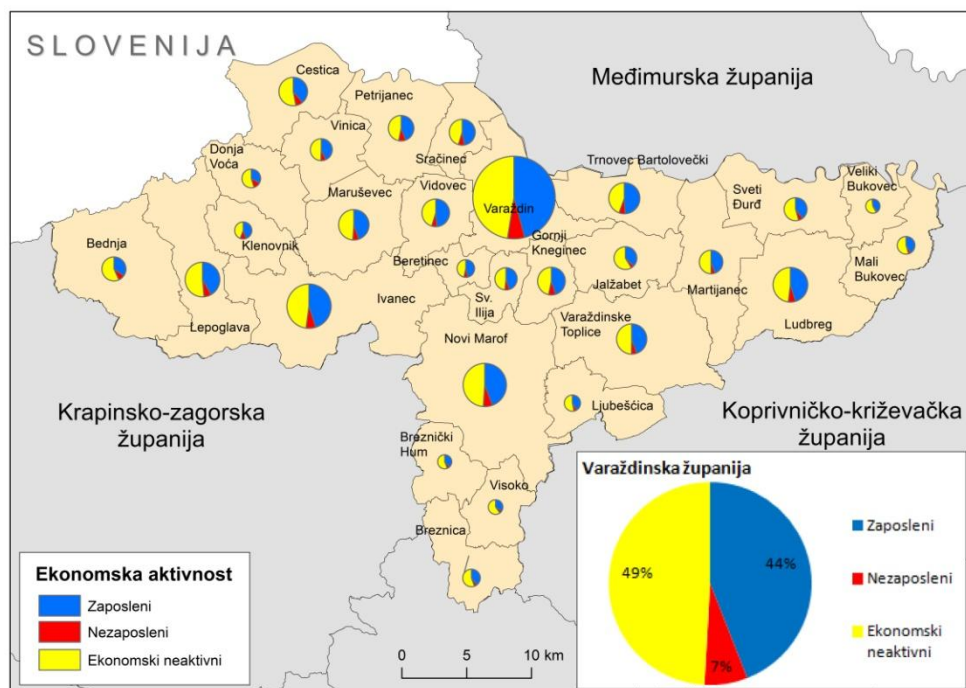 SLOVENIJA
Cestica
Međimurska županija
Petrijanec
Vinica
Donja
Voća
Sračinec
Trnovec Bartolovečki
Veliki
Bukovec
Maruševec
Vidovec
Sveti
Đurđ
Varaždin
Bednja
Klenovnik
Gornji
Kneginec
Beretinec
Mali
Bukovec
Ivanec
Sv.
Ilija
Jalžabet
Martijanec
Lepoglava
Varaždinske
Toplice
Ludbreg
Novi Marof
Krapinsko-zagorska
županija
Ljubešćica
Koprivničko-križevačka
županija
Breznički
Hum
Visoko
Breznica
Ekonomska aktivnost
Zaposleni
Nezaposleni
Ekonomski neaktivni
0 5 10 km
Varaždinska županija
49%
44%
7%
Zaposleni
Nezaposleni
Ekonomski
neaktivni